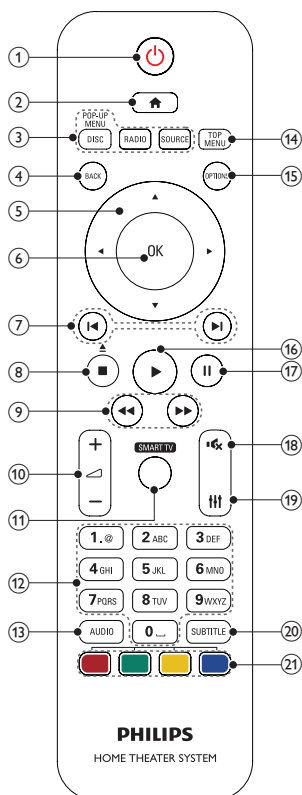 1
2
POP-UP
MENU
3 DISC RADIO SOURCE TOP
MENU 14
4 BACK OPTIONS 15
5
6 OK
7
16
8 17
9
SMART TV 18
10
11 19
1.@ 2 ABC 3 DEF
4 GHI 5 JKL 6 MNO
12
7 PQRS 8 TUV 9 WXYZ
13 AUDIO 0 SUBTITLE 20
21
PHILIPS
HOME THEATER SYSTEM